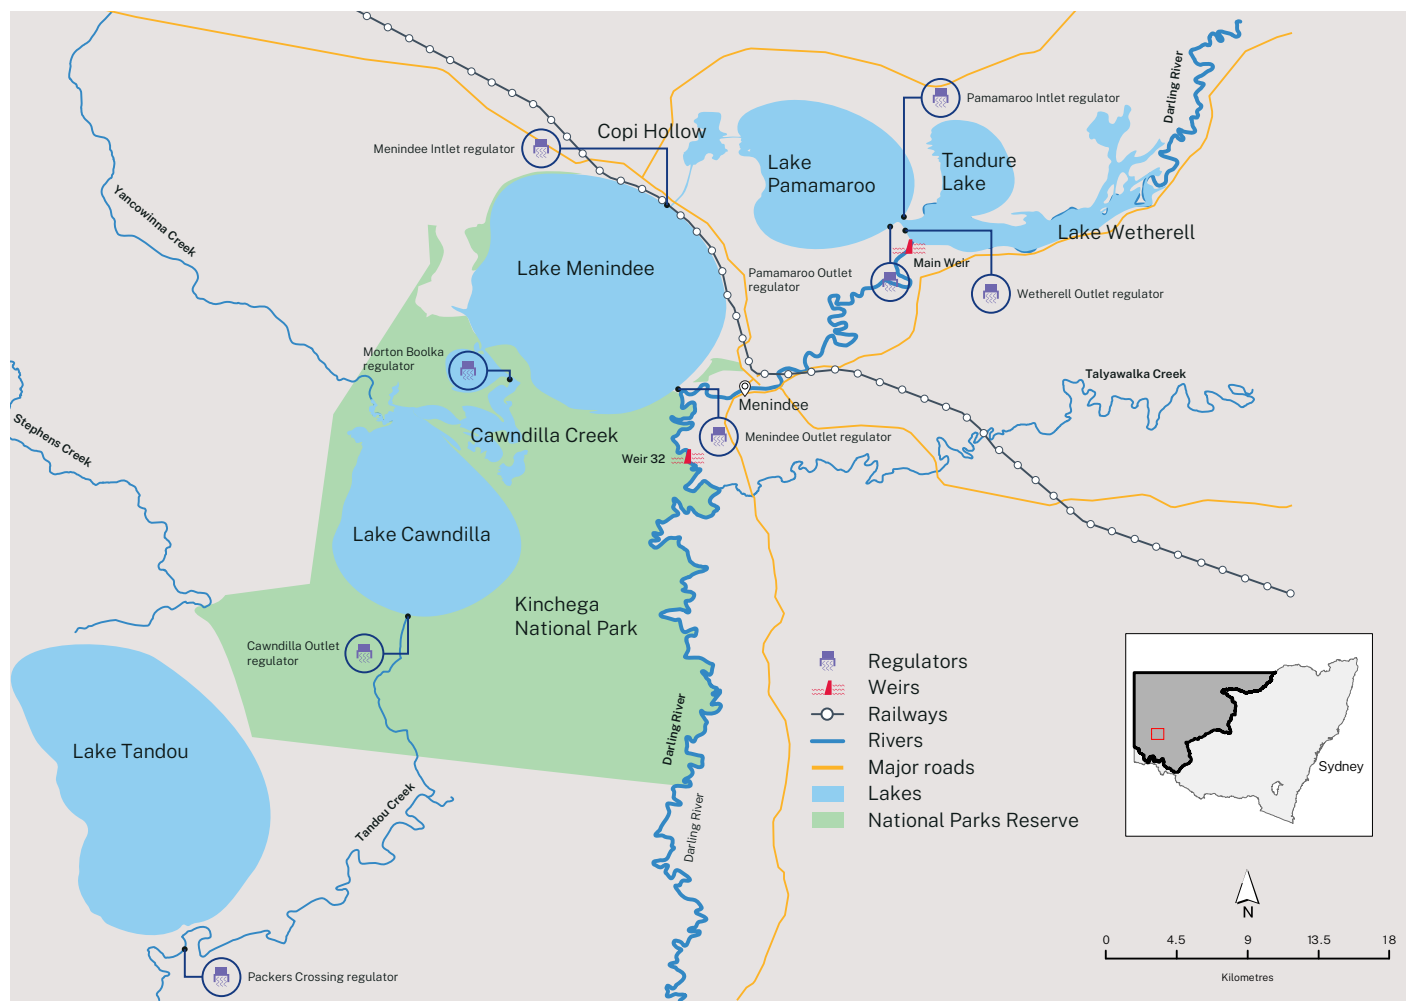 Darling River
Pamamaroo Intlet regulator
Copi Hollow
Menindee Intlet regulator
Lake
Pamamaroo
Tandure
Lake
Yancowinna Creek
Lake Wetherell
Lake Menindee
Main Weir
Pamamaroo Outlet
regulator
Wetherell Outlet regulator
Morton Boolka
regulator
Talyawalka Creek
Menindee
Stephens Creek
Cawndilla Creek
Menindee Outlet regulator
Weir 32
Lake Cawndilla
Kinchega
National Park
Cawndilla Outlet
regulator
Darling River
Lake Tandou
Tandou Creek
Darling River
Packers Crossing regulator
Regulators
Weirs
Railways
Rivers
Major roads
Lakes
National Parks Reserve
Sydney
N
0 4.5 9 13.5 18
Kilometres